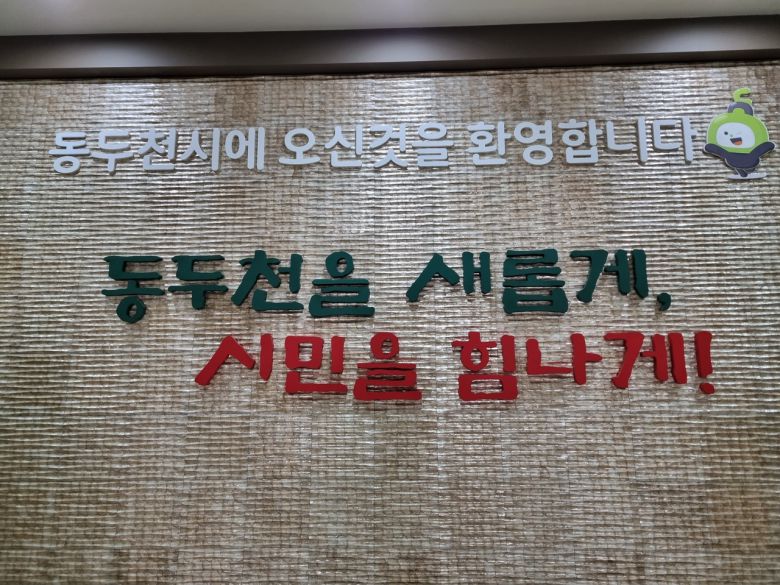 동두천시에 오신것을 환영합니다
동두천을 새롭게,
시민을 힘나게!